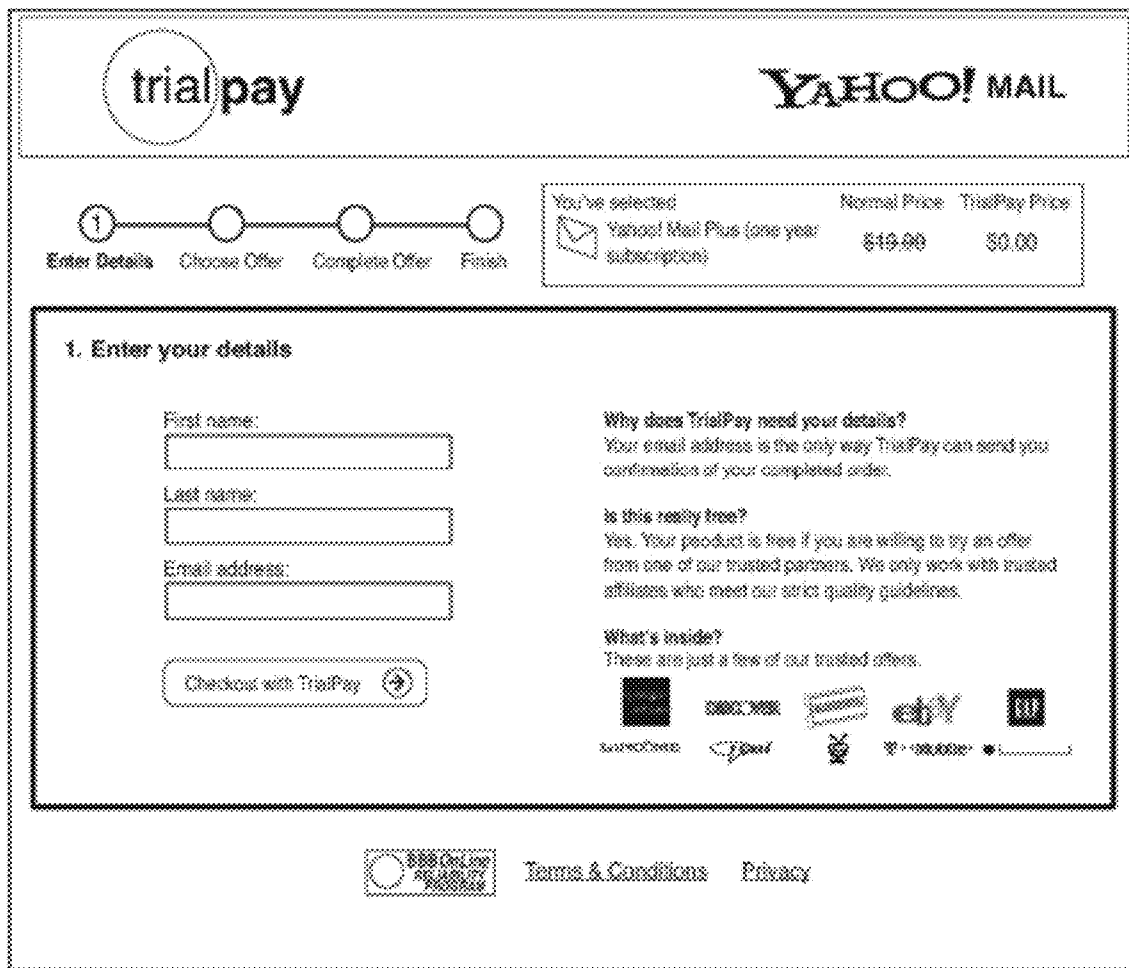 trialpay
YAHOO! MAIL
1
Enter Details Choose Offer Complete Offer Finish
You've selected Normal Price TrialPay Price
Yahoo! Mail Plus (one year
subscription)
$19.99 $0.00
1. Enter your details
First name:
Last name:
Email address:
Checkout with TrialPay
Why does TrialPay need your details?
Your email address is the only way TrialPay can send you
confirmation of your completed order.
Is this really free?
Yes. Your product is free if you are willing to try an offer
from one of our trusted partners. We only work with trusted
affiliates who meet our strict quality guidelines.
What's inside?
These are just a few of our trusted offers.
ebY
BBB OnLine
Terms & Conditions Privacy